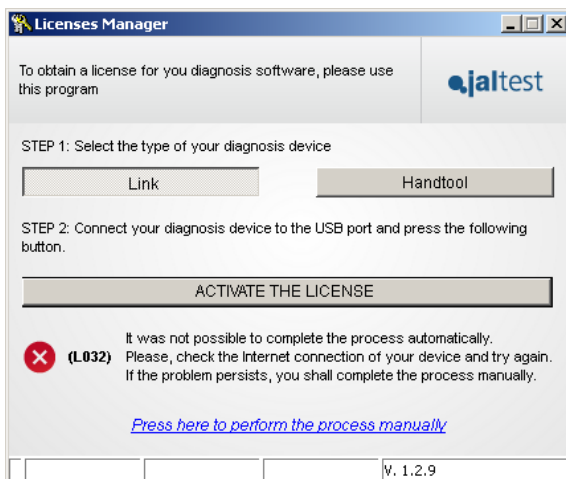 Licenses Manager
To obtain a license for you diagnosis software, please use
this program
jaltest
STEP 1: Select the type of your diagnosis device
Link
Handtool
STEP 2: Connect your diagnosis device to the USB port and press the following
button.
ACTIVATE THE LICENSE
(L032)
It was not possible to complete the process automatically.
Please, check the Internet connection of your device and try again.
If the problem persists, you shall complete the process manually.
Press here to perform the process manually
V. 1.2.9